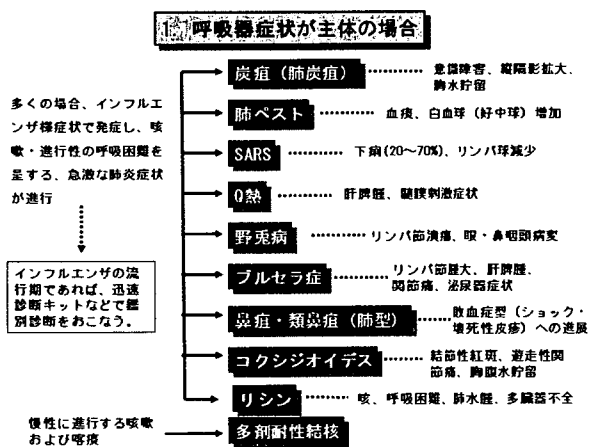 1. 呼吸器症状が主体の場合
多くの場合、インフルエ
ンザ様症状で発症し、咳
嗽・進行性の呼吸困難を
呈する、急激な肺炎症状
が進行
インフルエンザの流
行期であれば、迅速
診断キットなどで鑑
別診断をおこなう。
炭疽(肺炭疽)
意識障害、縦隔影拡大、
胸水貯留
肺ペスト
血痰、白血球(好中球)増加
SARS
下痢(20~70%)、リンパ球減少
Q熱
肝脾腫、髄膜刺激症状
野兎病
リンパ節潰瘍、眼・鼻咽頭病変
ブルセラ症
リンパ節腫大、肝脾腫、
関節痛、泌尿器症状
鼻疽・類鼻疽(肺型)
敗血症型(ショック・
壊死性皮疹)への進展
コクシジオイデス
結節性紅斑、遊走性関
節痛、胸腹水貯留
リシン
咳、呼吸困難、肺水腫、多臓器不全
慢性に進行する咳嗽
および喀痰
多剤耐性結核